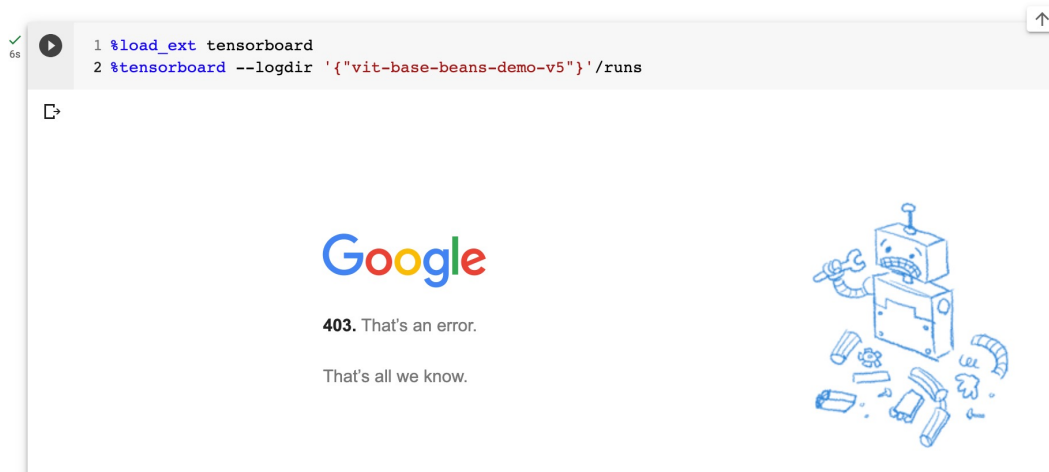 6s
1 %load_ext tensorboard
2 %tensorboard --logdir '{"vit-base-beans-demo-v5"}'/runs
Google
403. That's an error.
That's all we know.